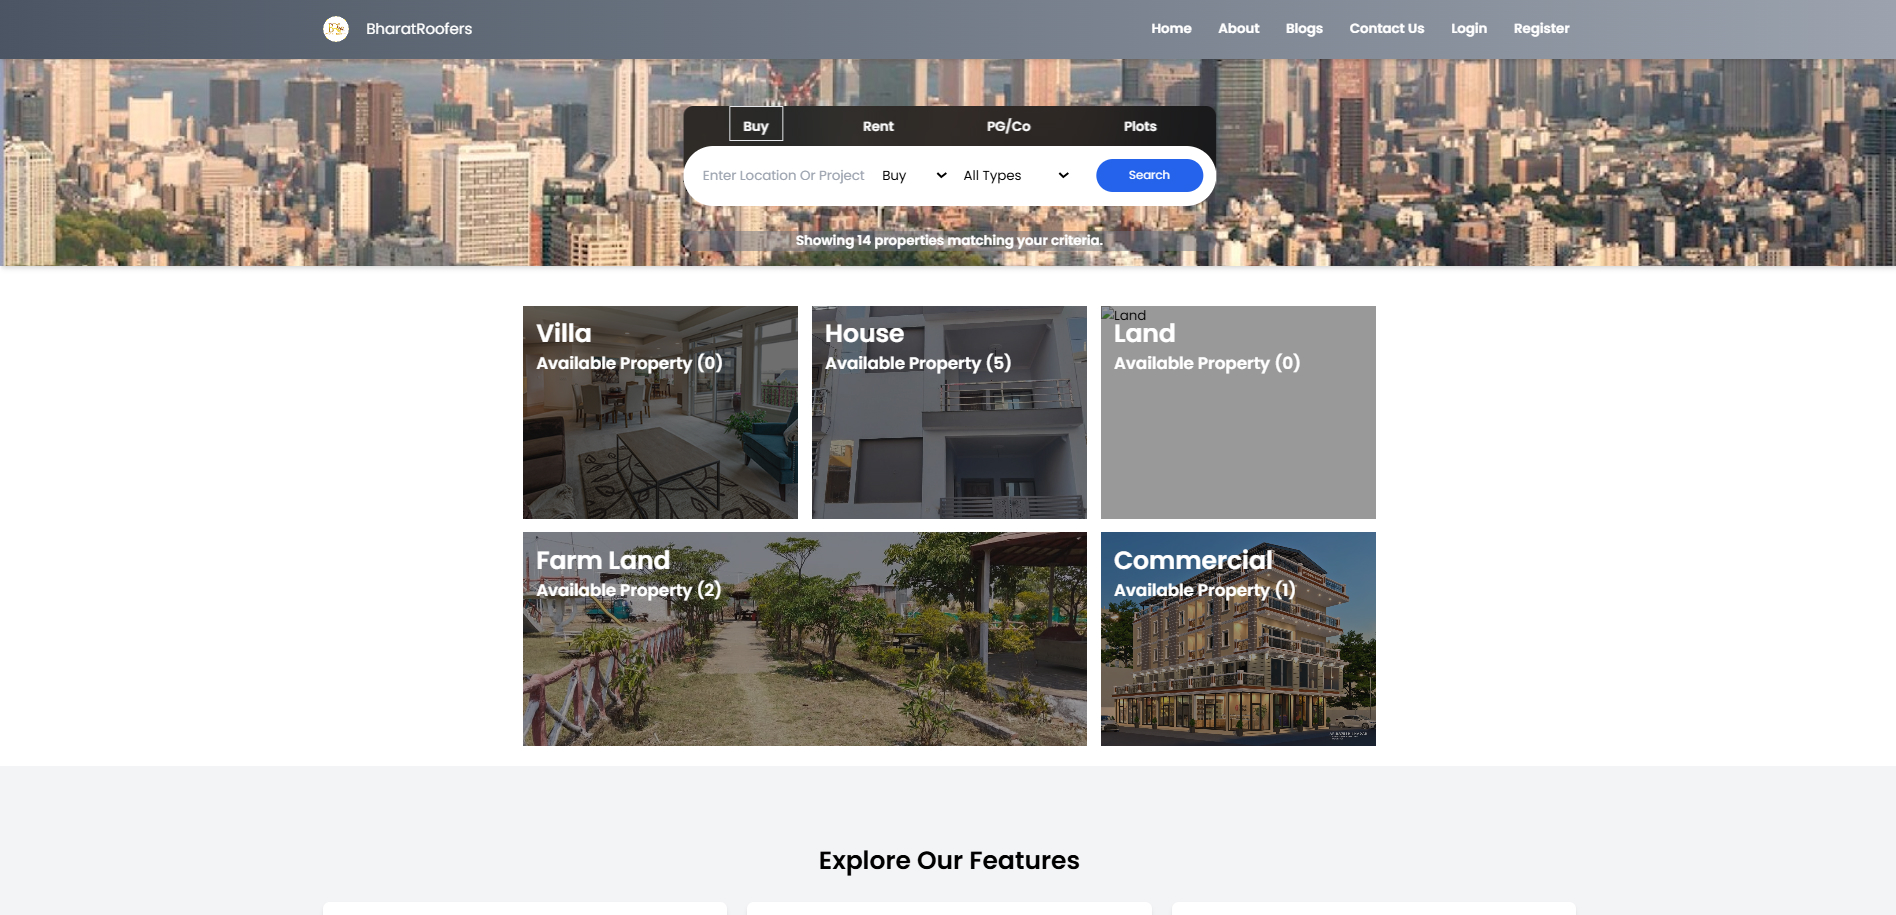 BharatRoofers
Home About Blogs Contact Us Login Register
Buy Rent PG/Co Plots
Enter Location Or Project Buy All Types Search
Showing 14 properties matching your criteria.
Villa
Available Property (0)
House
Available Property (5)
Land
Land
Available Property (0)
Farm Land
Available Property (2)
Commercial
Available Property (1)
Explore Our Features